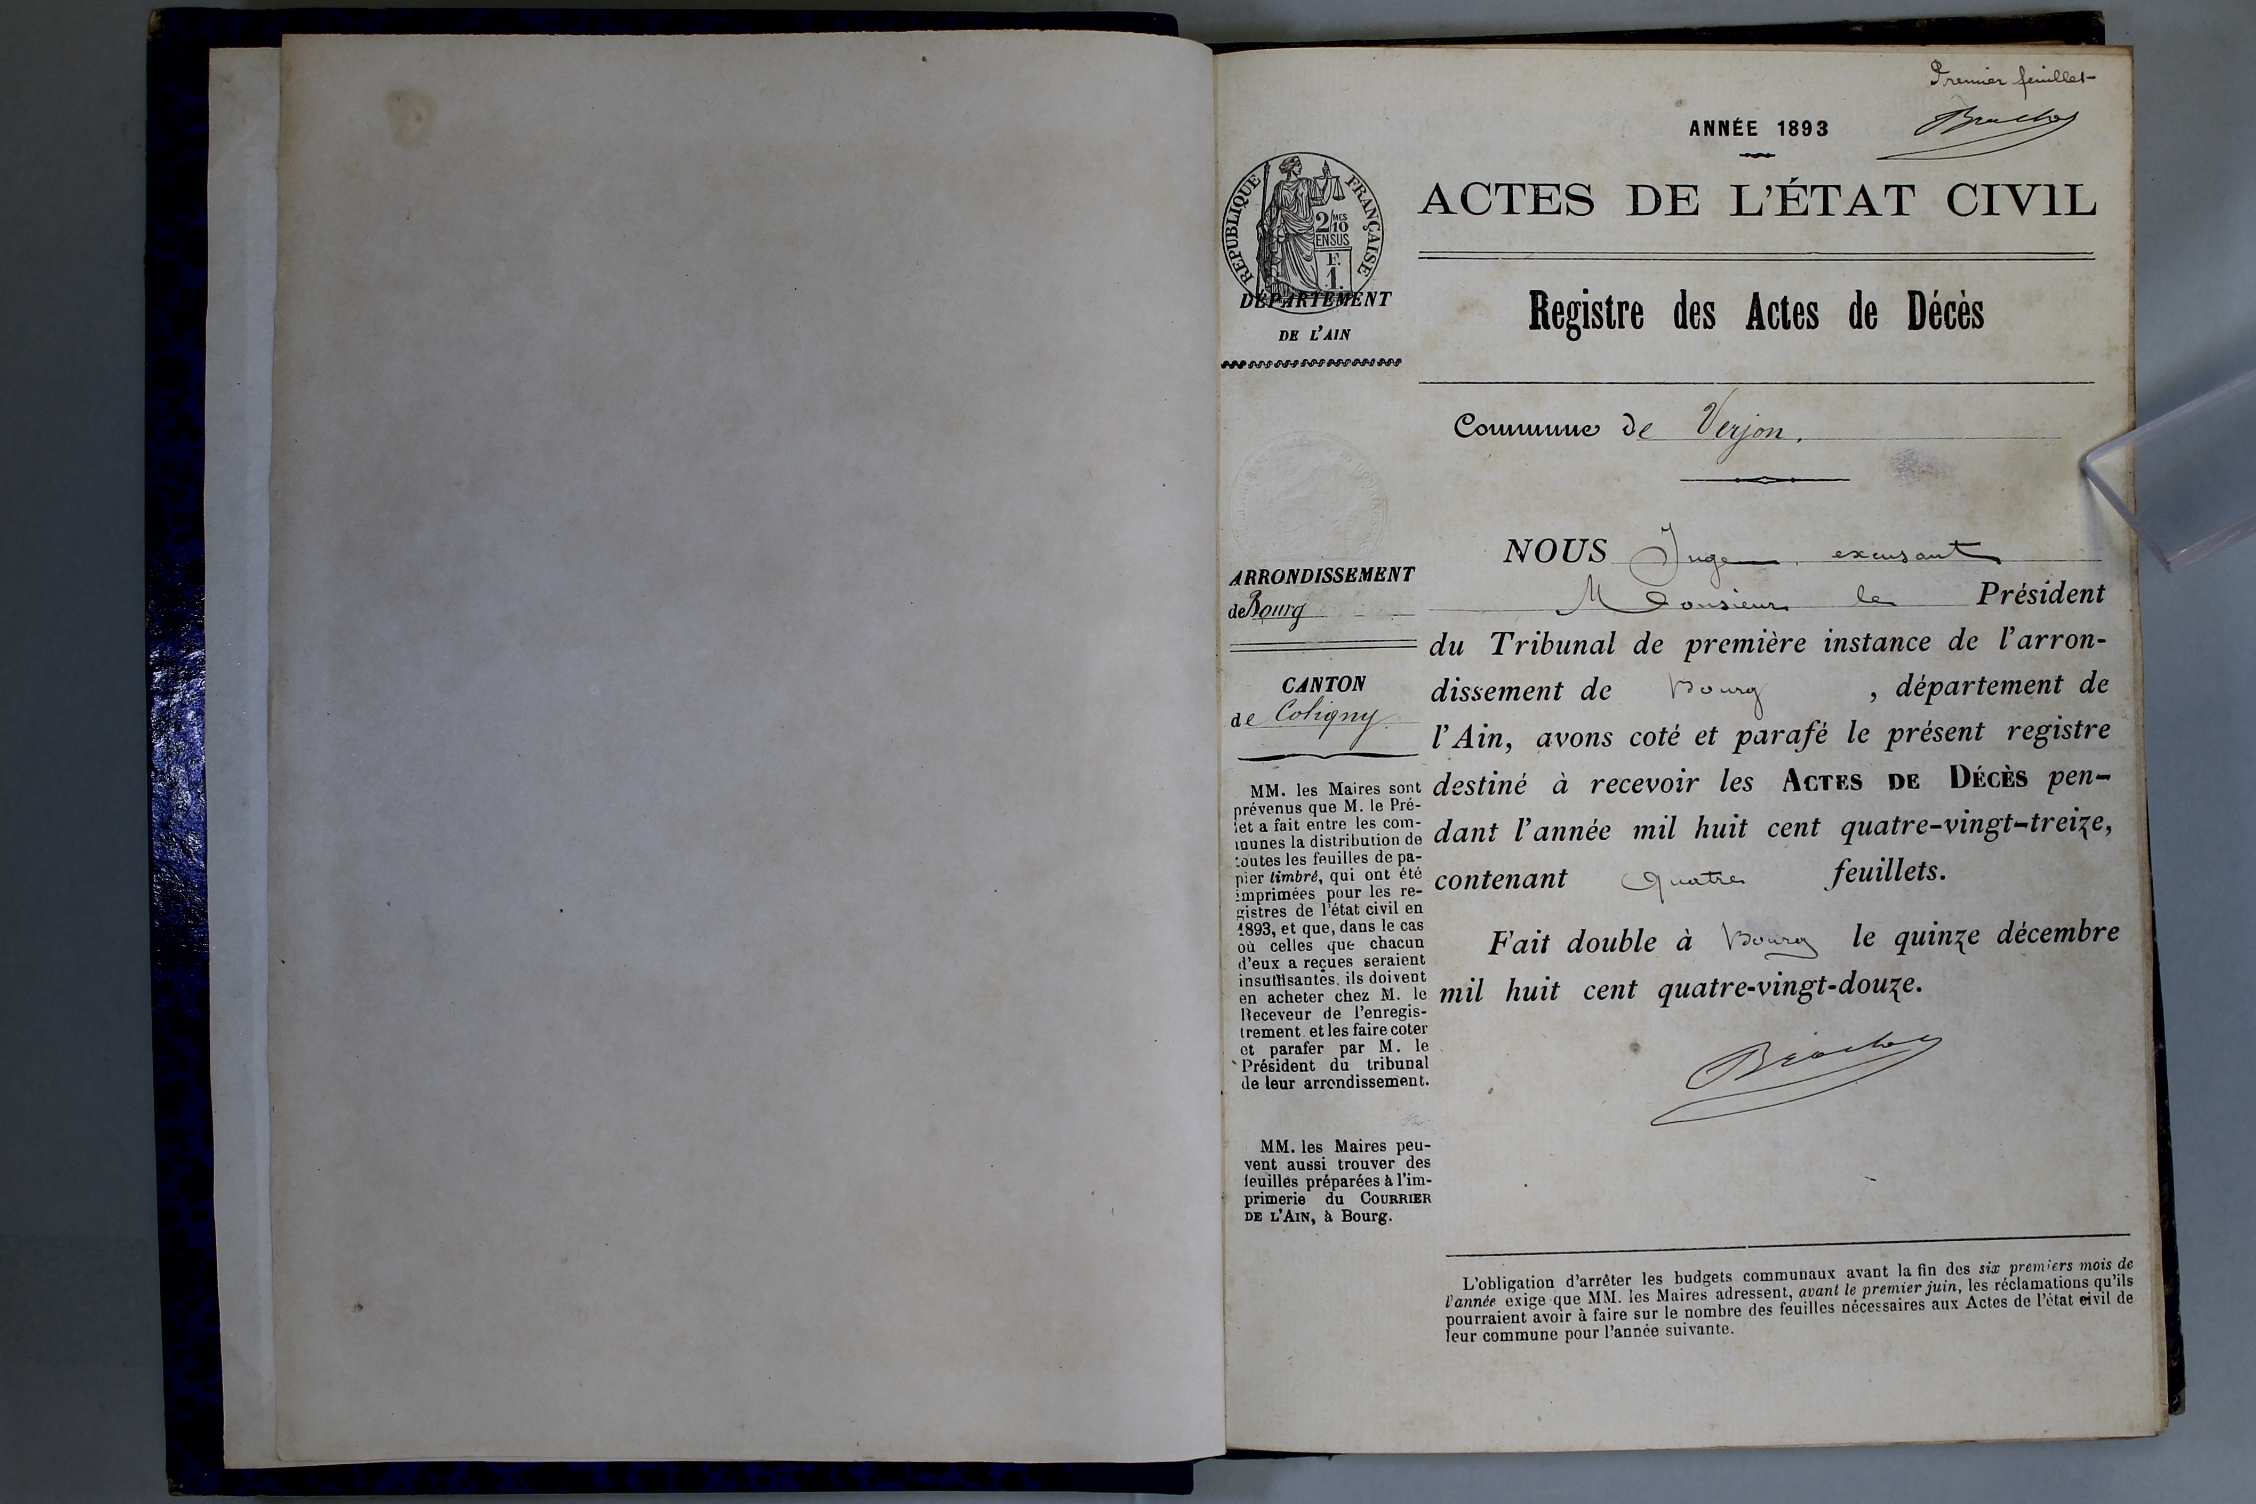 Premier feuillet
ANNÉE 1893
ACTES DE L'ÉTAT CIVIL
RÉPUBLIQUE FRANÇAISE
2/10 MES
EN SUS
F.
1.
DÉPARTEMENT
DE L'AIN
Registre des Actes de Décès
Commune de Verjon.
ARRONDISSEMENT
de Bourg
CANTON
de Coligny
MM. les Maires sont
prévenus que M. le Pré-
fet a fait entre les com-
munes la distribution de
toutes les feuilles de pa-
pier timbré, qui ont été
imprimées pour les re-
gistres de l'état civil en
1893, et que, dans le cas
où celles que chacun
d'eux a reçues seraient
insuffisantes, ils doivent
en acheter chez M. le
Receveur de l'enregis-
trement et les faire coter
et parafer par M. le
Président du tribunal
de leur arrondissement.
MM. les Maires peu-
vent aussi trouver des
feuilles préparées à l'im-
primerie du COURRIER
DE L'AIN, à Bourg.
NOUS Juge excusant
Monsieur le Président
du Tribunal de première instance de l'arron-
dissement de Bourg , département de
l'Ain, avons coté et parafé le présent registre
destiné à recevoir les ACTES DE DÉCÈS pen-
dant l'année mil huit cent quatre-vingt-treize,
contenant quatre feuillets.
Fait double à Bourg le quinze décembre
mil huit cent quatre-vingt-douze.
L'obligation d'arrêter les budgets communaux avant la fin des six premiers mois de
l'année exige que MM. les Maires adressent, avant le premier juin, les réclamations qu'ils
pourraient avoir à faire sur le nombre des feuilles nécessaires aux Actes de l'état civil de
leur commune pour l'année suivante.